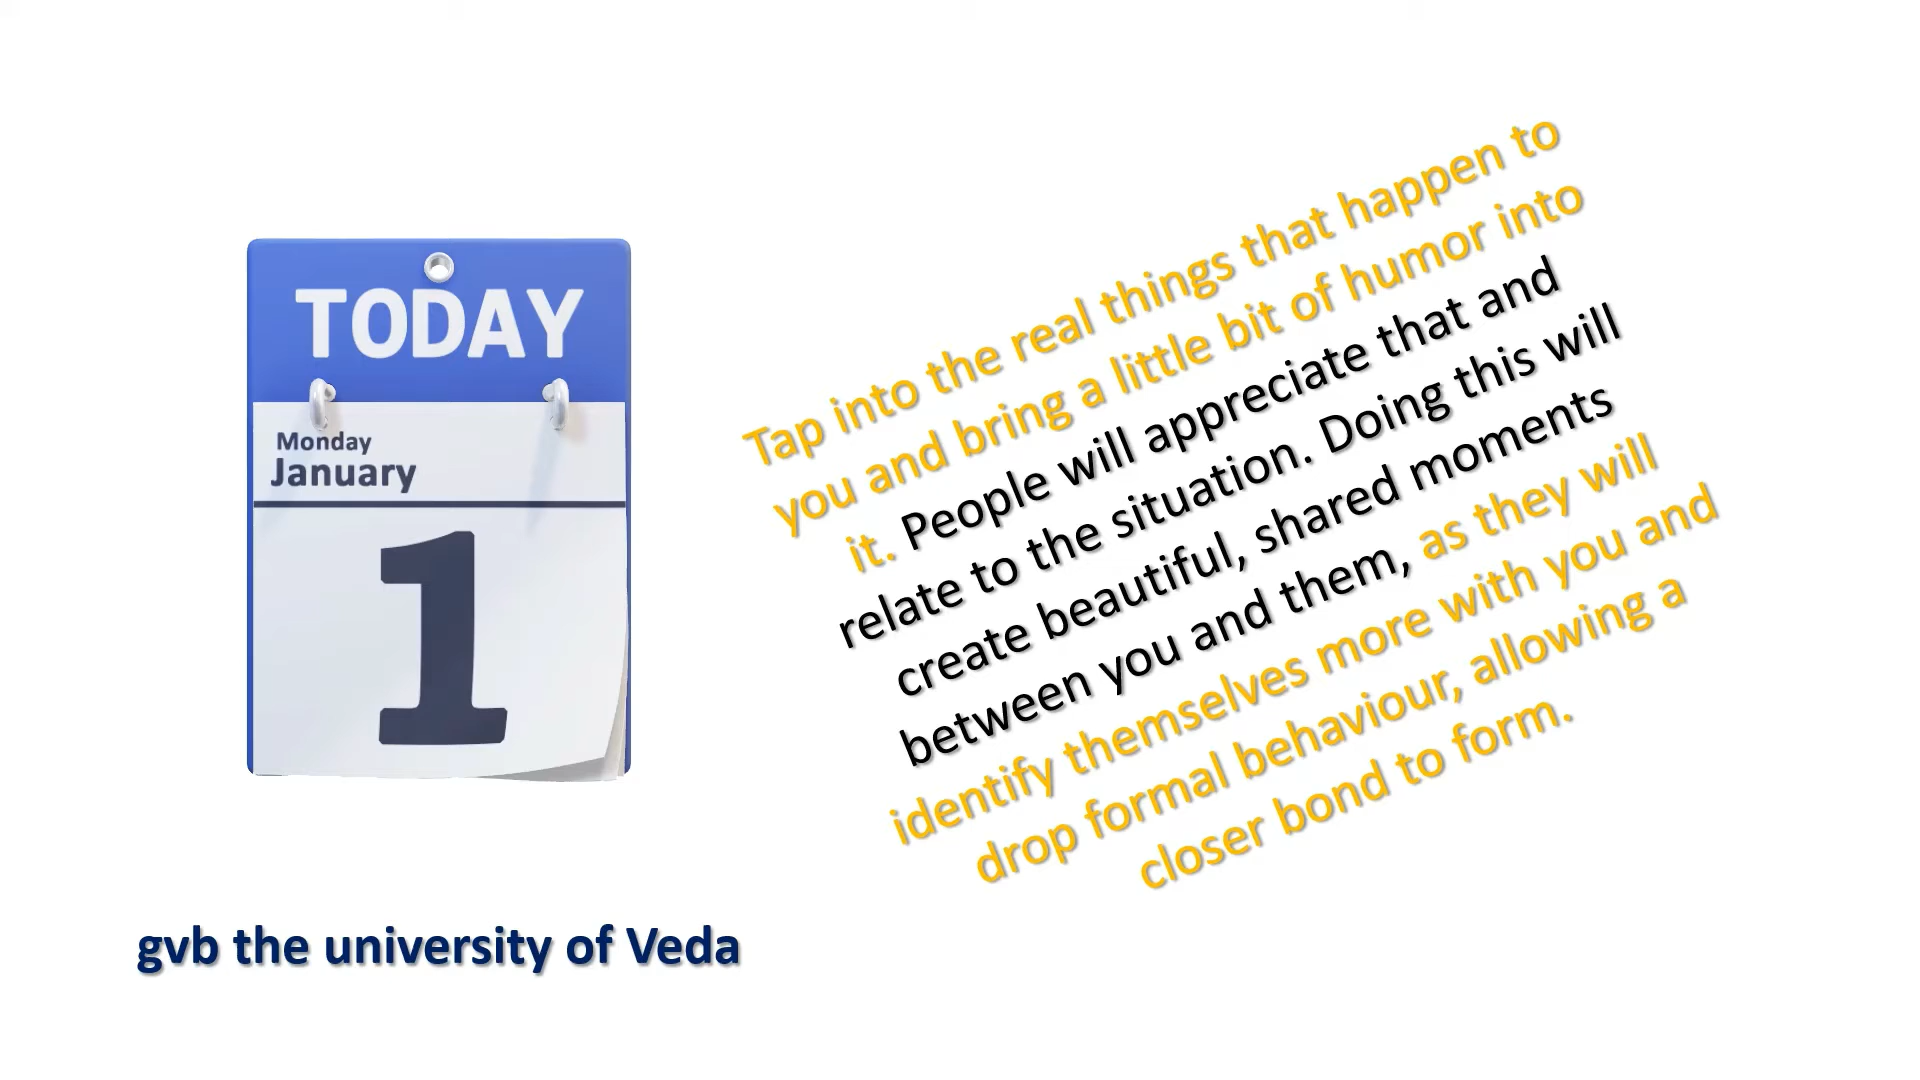 TODAY
Monday
January
1
Tap into the real things that happen to
you and bring a little bit of humor into
it. People will appreciate that and
relate to the situation. Doing this will
create beautiful, shared moments
between you and them, as they will
identify themselves more with you and
drop formal behaviour, allowing a
closer bond to form.
gvb the university of Veda